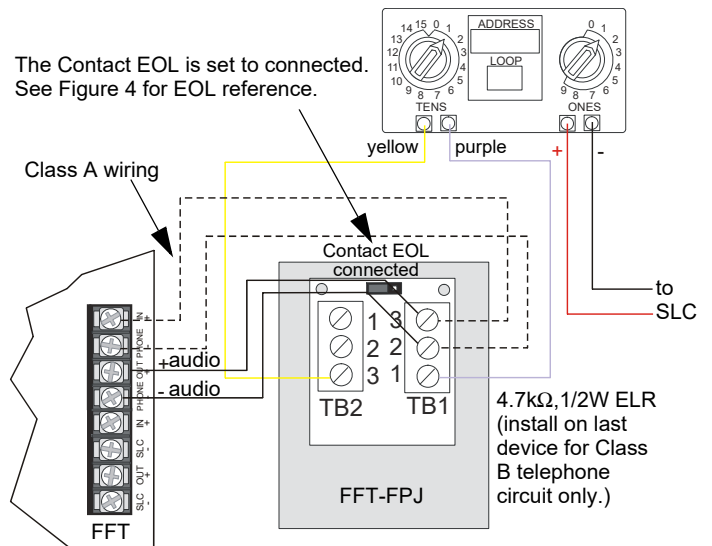 14 15 0 1
13 2
12 3
11 4
10 5
9 8 7 6
TENS
ADDRESS
LOOP
0 1
2
3
4
5
9 8 7 6
ONES
The Contact EOL is set to connected.
See Figure 4 for EOL reference.
yellow
purple
+
-
Class A wiring
Contact EOL
connected
to
SLC
+audio
- audio
PHONE IN
+
-
PHONE OUT
+
-
SLC IN
+
-
SLC OUT
+
-
1 3
2 2
3 1
TB2
TB1
4.7kΩ,1/2W ELR
(install on last
device for Class
B telephone
circuit only.)
FFT-FPJ
FFT